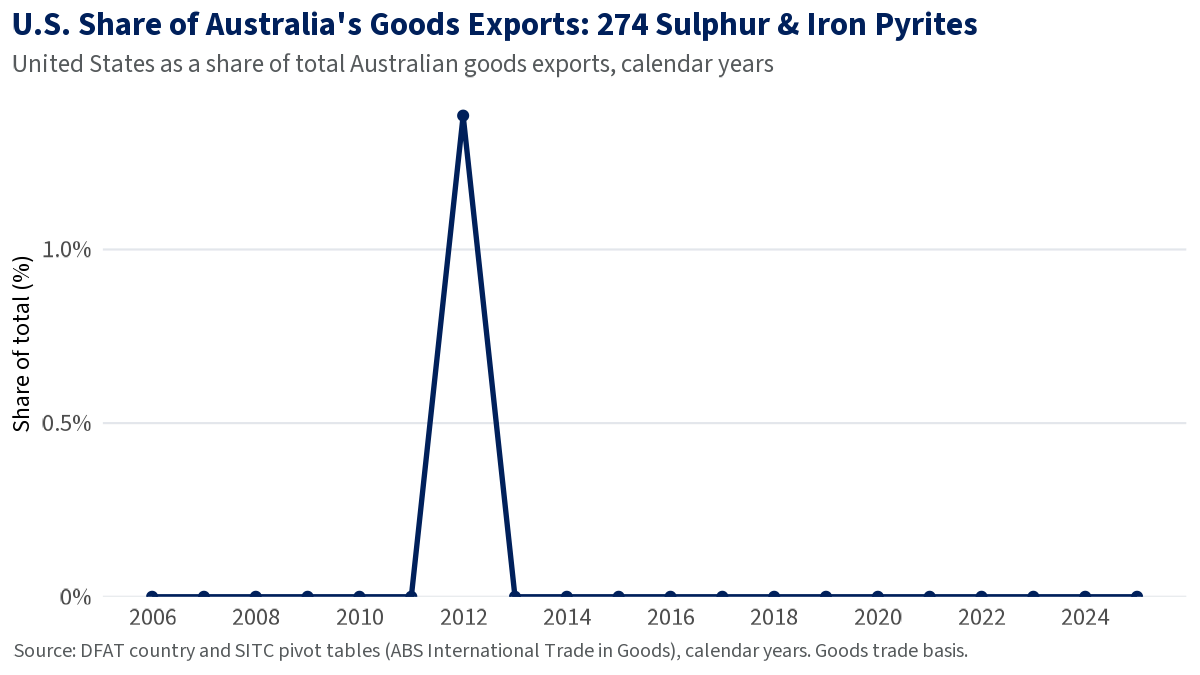 U.S. Share of Australia's Goods Exports: 274 Sulphur & Iron Pyrites
United States as a share of total Australian goods exports, calendar years
Share of total (%)
1.0%
0.5%
0%
2006 2008 2010 2012 2014 2016 2018 2020 2022 2024
Source: DFAT country and SITC pivot tables (ABS International Trade in Goods), calendar years. Goods trade basis.